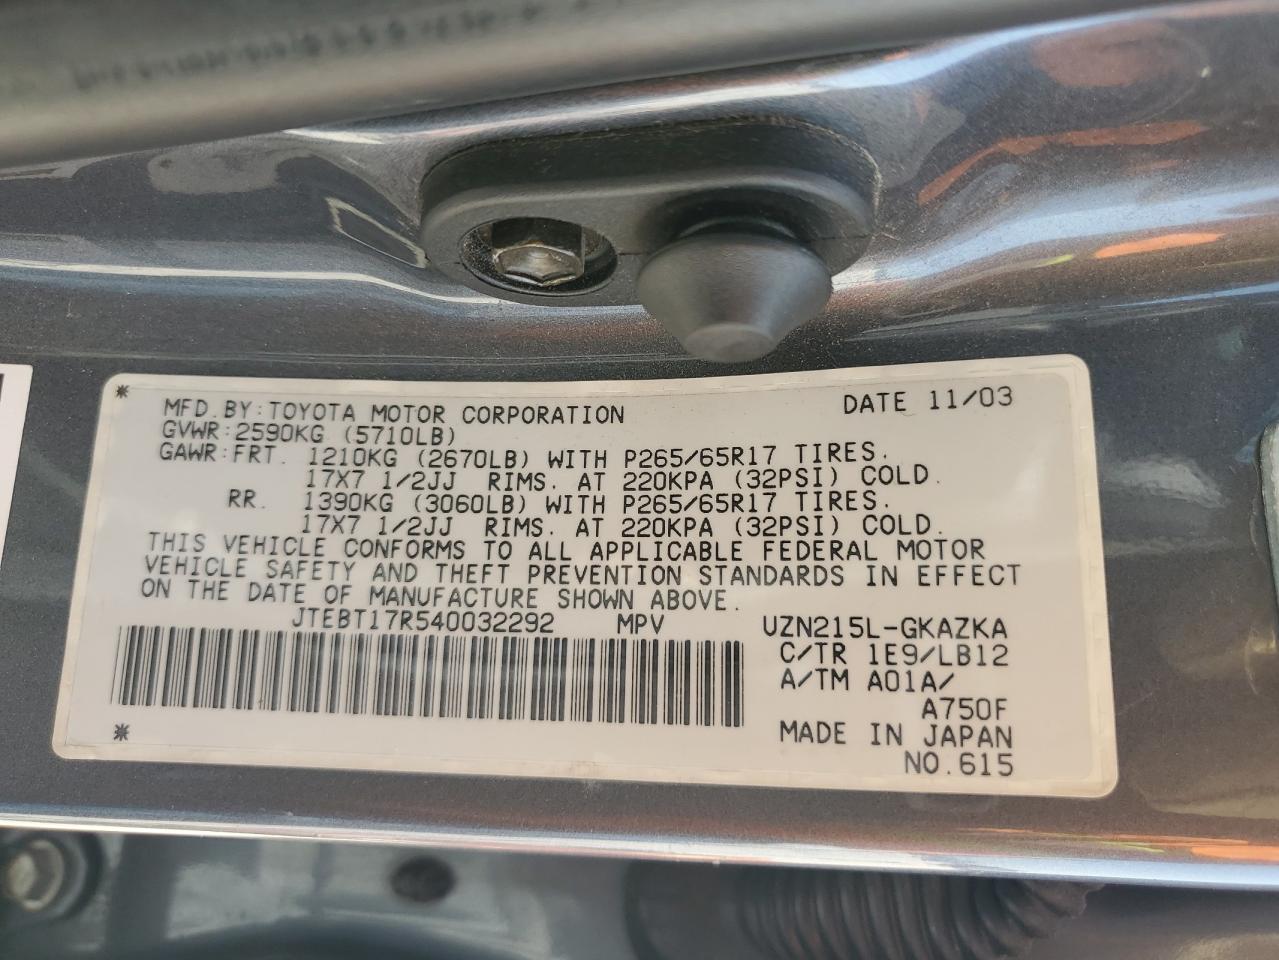 MFD.BY:TOYOTA MOTOR CORPORATION DATE 11/03
GVWR:2590KG (5710LB)
GAWR:FRT. 1210KG (2670LB) WITH P265/65R17 TIRES.
17X7 1/2JJ RIMS. AT 220KPA (32PSI) COLD.
RR. 1390KG (3060LB) WITH P265/65R17 TIRES.
17X7 1/2JJ RIMS. AT 220KPA (32PSI) COLD.
THIS VEHICLE CONFORMS TO ALL APPLICABLE FEDERAL MOTOR
VEHICLE SAFETY AND THEFT PREVENTION STANDARDS IN EFFECT
ON THE DATE OF MANUFACTURE SHOWN ABOVE.
JTEBT17R540032292 MPV UZN215L-GKAZKA
C/TR 1E9/LB12
A/TM A01A/
A750F
MADE IN JAPAN
NO.615